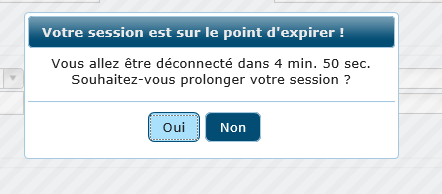 Votre session est sur le point d'expirer !
Vous allez être déconnecté dans 4 min. 50 sec.
Souhaitez-vous prolonger votre session ?
Oui
Non